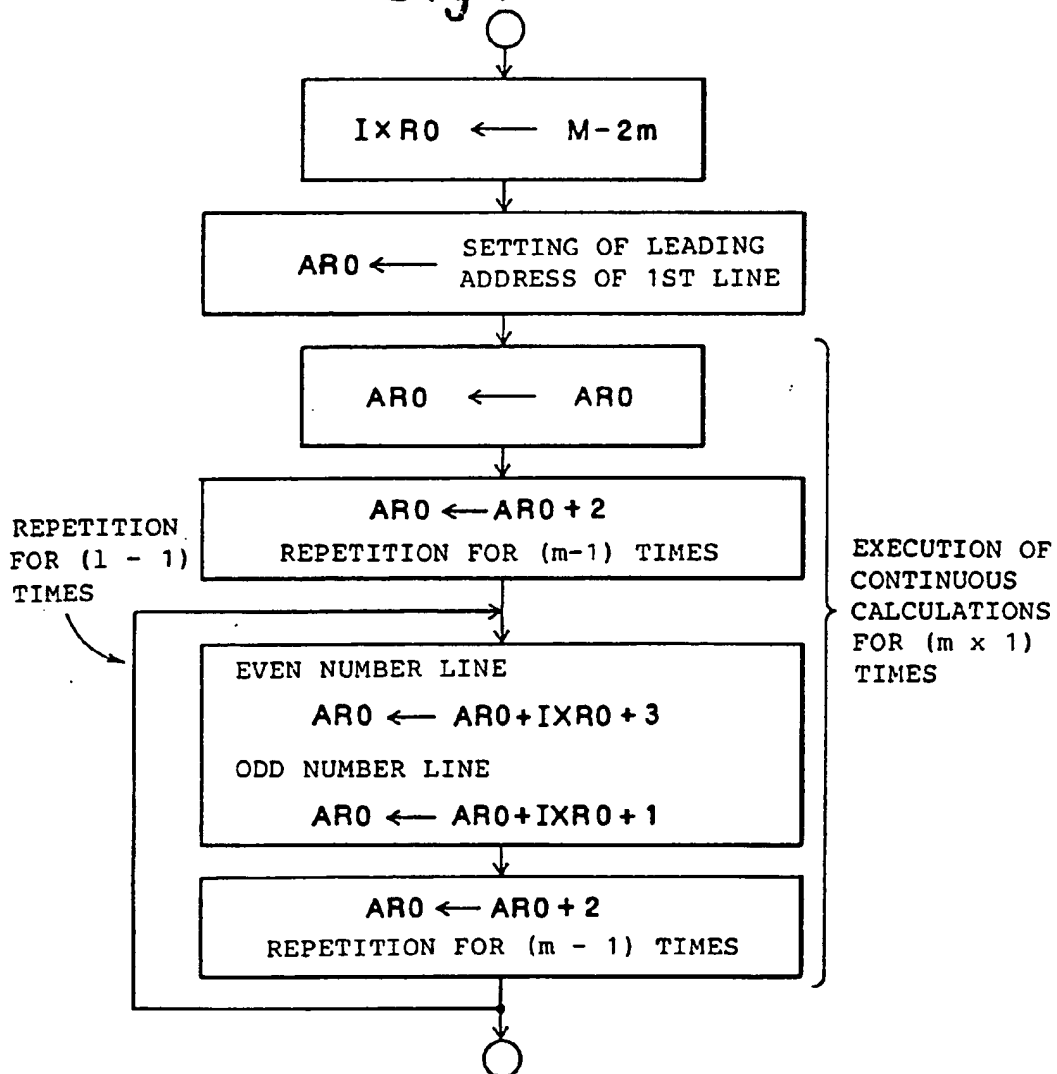 IXR0 ← M-2m
AR0 ← SETTING OF LEADING
ADDRESS OF 1ST LINE
AR0 ← AR0
AR0 ← AR0+2
REPETITION FOR (m-1) TIMES
REPETITION
FOR (l - 1)
TIMES
EVEN NUMBER LINE
AR0 ← AR0+IXR0+3
ODD NUMBER LINE
AR0 ← AR0+IXR0+1
AR0 ← AR0+2
REPETITION FOR (m - 1) TIMES
EXECUTION OF
CONTINUOUS
CALCULATIONS
FOR (m x l)
TIMES